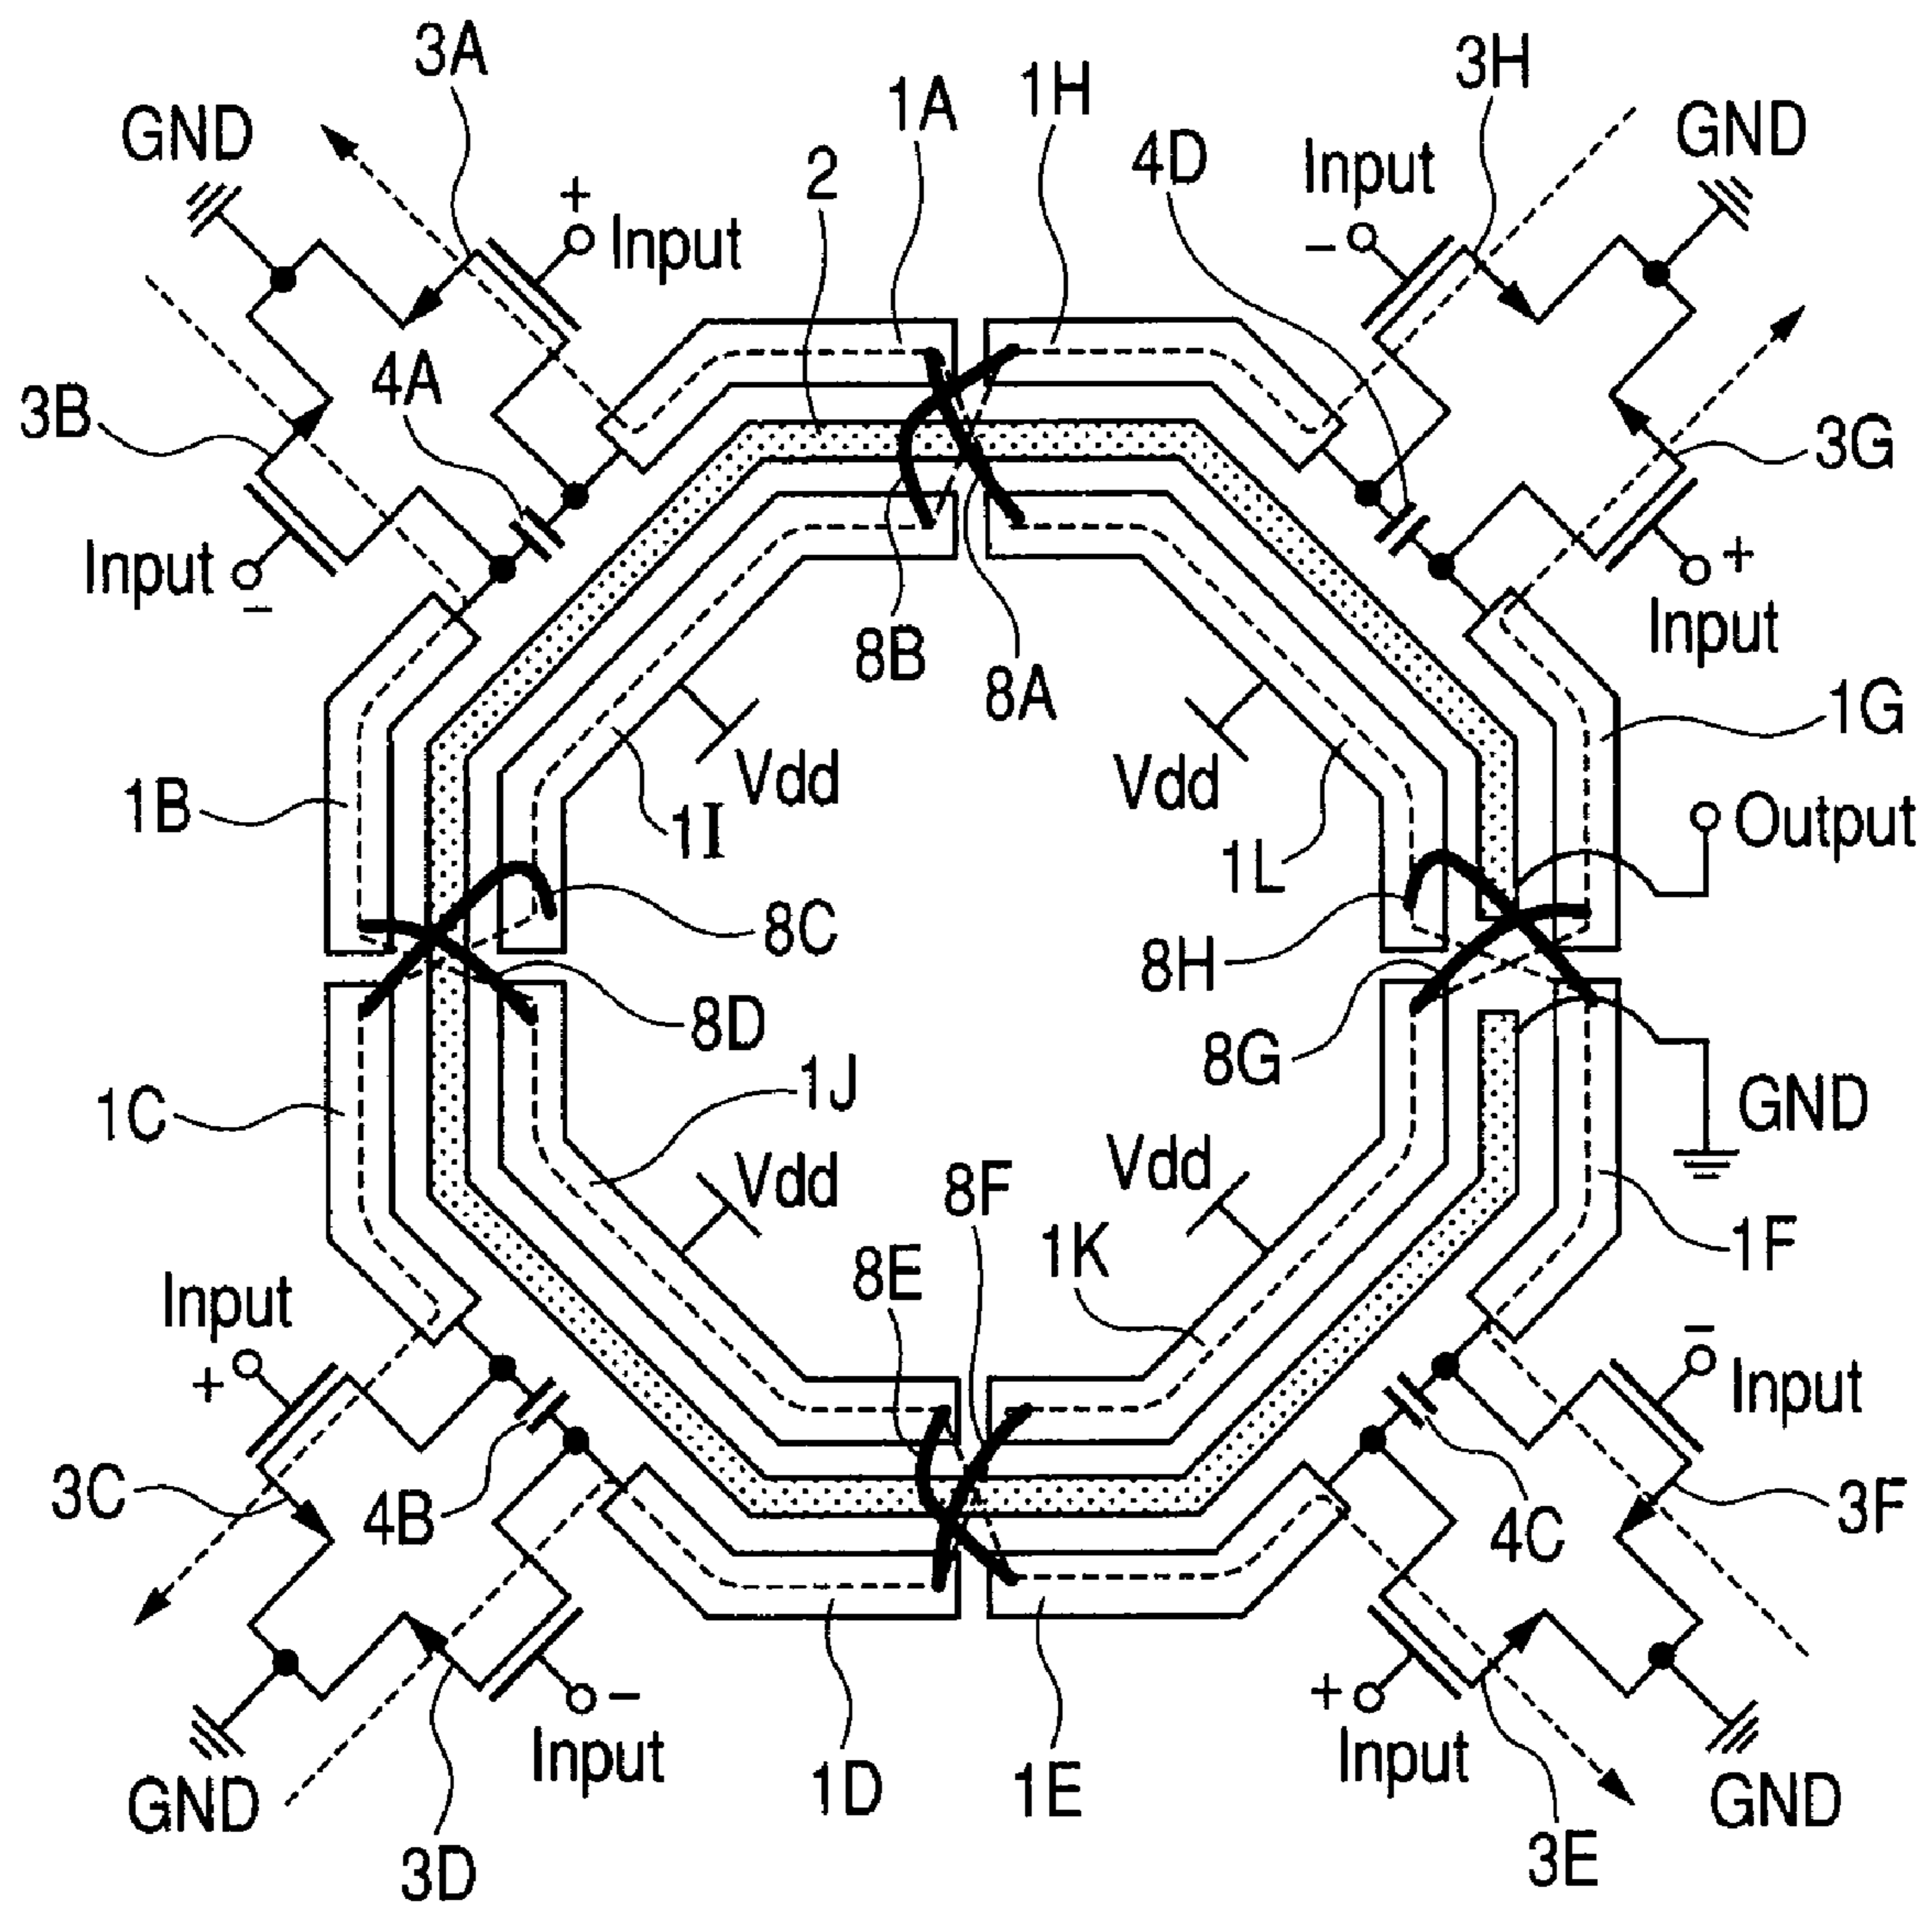 3A
3H
GND
1A
1H
GND
2
4D
Input
+
Input
−
3B
4A
3G
Input
−
+
Input
8B
8A
1G
Vdd
Vdd
1B
1I
Output
1L
8C
8H
8D
8G
1C
1J
GND
Vdd
8F
Vdd
8E
1K
1F
Input
+
−
Input
3C
4B
4C
3F
−
Input
+
Input
1D
1E
GND
GND
3D
3E